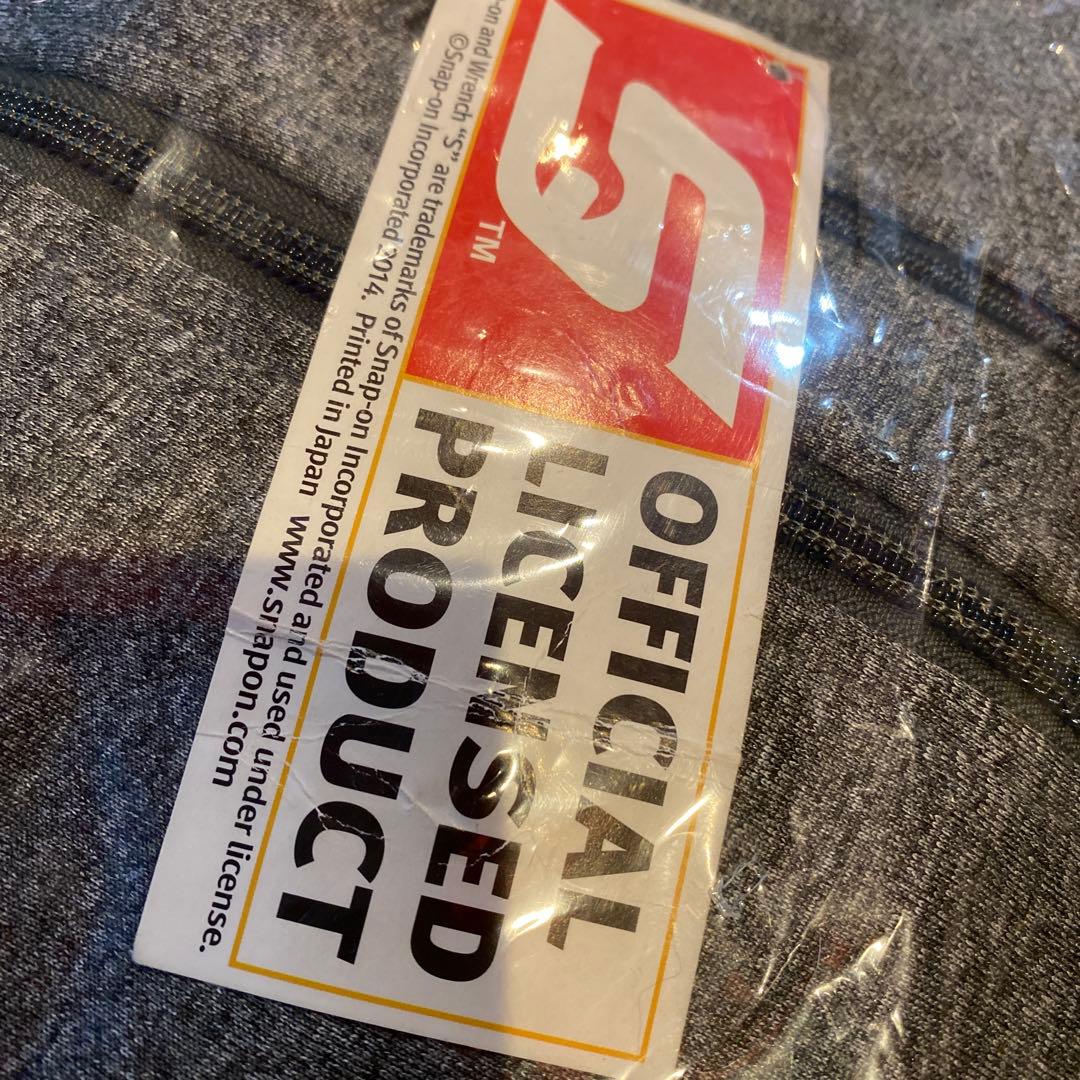 TM
OFFICIAL
LICENSED
PRODUCT
-on and Wrench “S” are trademarks of Snap-on Incorporated and used under license.
©Snap-on Incorporated 2014. Printed in Japan www.snapon.com